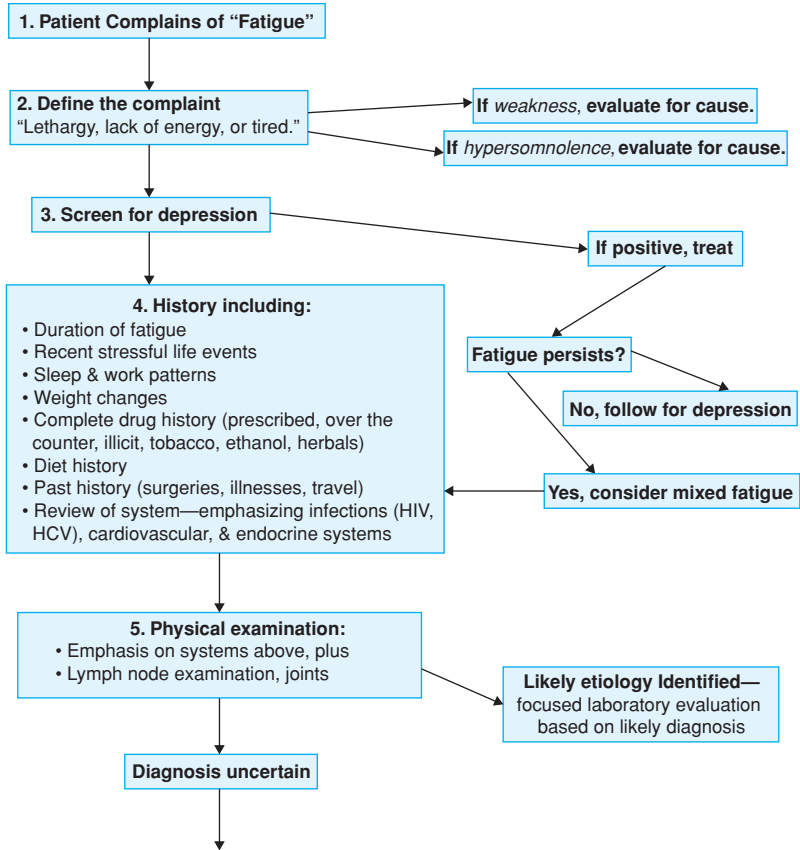 1. Patient Complains of “Fatigue”
2. Define the complaint
“Lethargy, lack of energy, or tired.”
If weakness, evaluate for cause.
If hypersomnolence, evaluate for cause.
3. Screen for depression
If positive, treat
4. History including:
• Duration of fatigue
• Recent stressful life events
• Sleep & work patterns
• Weight changes
• Complete drug history (prescribed, over the
counter, illicit, tobacco, ethanol, herbals)
• Diet history
• Past history (surgeries, illnesses, travel)
• Review of system—emphasizing infections (HIV,
HCV), cardiovascular, & endocrine systems
Fatigue persists?
No, follow for depression
Yes, consider mixed fatigue
5. Physical examination:
• Emphasis on systems above, plus
• Lymph node examination, joints
Likely etiology Identified—
focused laboratory evaluation
based on likely diagnosis
Diagnosis uncertain